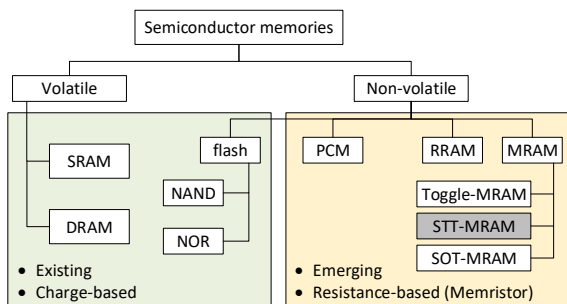 Semiconductor memories
Volatile
Non-volatile
SRAM
DRAM
flash
NAND
NOR
• Existing
• Charge-based
PCM
RRAM
MRAM
Toggle-MRAM
STT-MRAM
SOT-MRAM
• Emerging
• Resistance-based (Memristor)